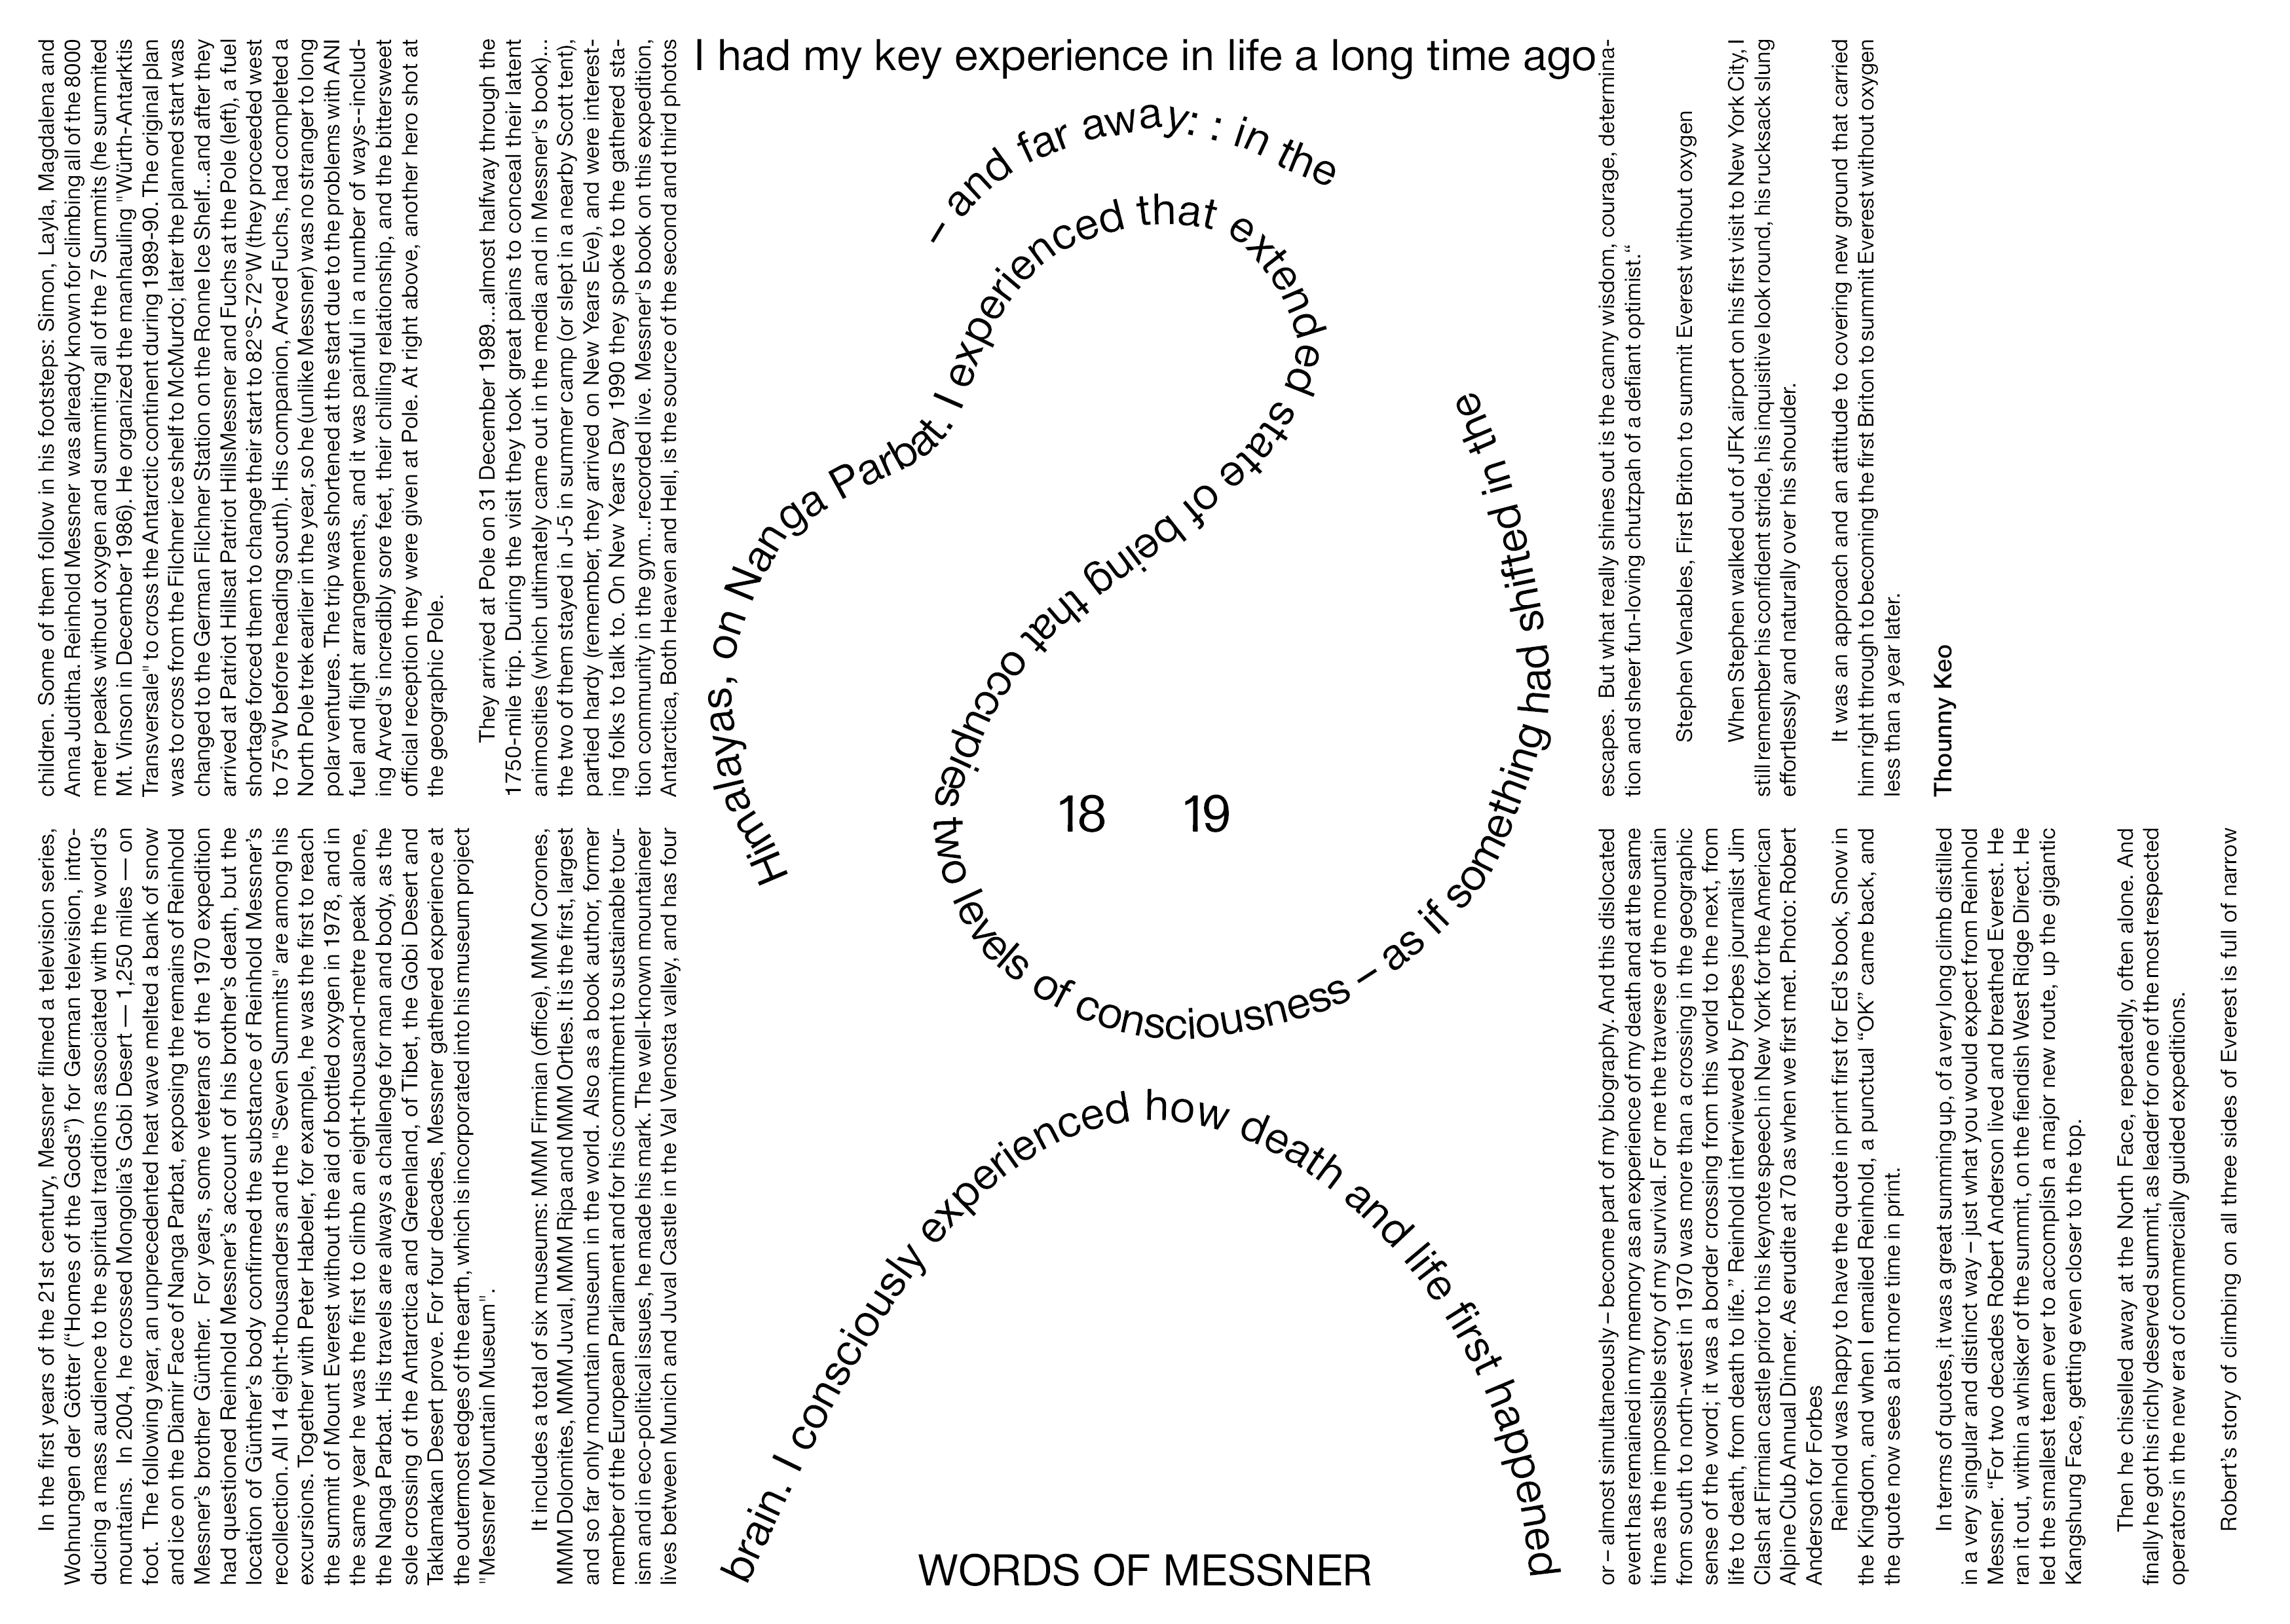 In the first years of the 21st century, Messner filmed a television series,
Wohnungen der Götter (“Homes of the Gods”) for German television, intro-
ducing a mass audience to the spiritual traditions associated with the world’s
mountains. In 2004, he crossed Mongolia’s Gobi Desert — 1,250 miles — on
foot. The following year, an unprecedented heat wave melted a bank of snow
and ice on the Diamir Face of Nanga Parbat, exposing the remains of Reinhold
Messner’s brother Günther. For years, some veterans of the 1970 expedition
had questioned Reinhold Messner’s account of his brother’s death, but the
location of Günther’s body confirmed the substance of Reinhold Messner’s
recollection. All 14 eight-thousanders and the "Seven Summits" are among his
excursions. Together with Peter Habeler, for example, he was the first to reach
the summit of Mount Everest without the aid of bottled oxygen in 1978, and in
the same year he was the first to climb an eight-thousand-metre peak alone,
the Nanga Parbat. His travels are always a challenge for man and body, as the
sole crossing of the Antarctica and Greenland, of Tibet, the Gobi Desert and
Taklamakan Desert prove. For four decades, Messner gathered experience at
the outermost edges of the earth, which is incorporated into his museum project
"Messner Mountain Museum".
It includes a total of six museums: MMM Firmian (office), MMM Corones,
MMM Dolomites, MMM Juval, MMM Ripa and MMM Ortles. It is the first, largest
and so far only mountain museum in the world. Also as a book author, former
member of the European Parliament and for his commitment to sustainable tour-
ism and in eco-political issues, he made his mark. The well-known mountaineer
lives between Munich and Juval Castle in the Val Venosta valley, and has four
children. Some of them follow in his footsteps: Simon, Layla, Magdalena and
Anna Juditha. Reinhold Messner was already known for climbing all of the 8000
meter peaks without oxygen and summiting all of the 7 Summits (he summited
Mt. Vinson in December 1986). He organized the manhauling "Würth-Antarktis
Transversale" to cross the Antarctic continent during 1989-90. The original plan
was to cross from the Filchner ice shelf to McMurdo; later the planned start was
changed to the German Filchner Station on the Ronne Ice Shelf...and after they
arrived at Patriot Hillsat Patriot HillsMessner and Fuchs at the Pole (left), a fuel
shortage forced them to change their start to 82°S-72°W (they proceeded west
to 75°W before heading south). His companion, Arved Fuchs, had completed a
North Pole trek earlier in the year, so he (unlike Messner) was no stranger to long
polar ventures. The trip was shortened at the start due to the problems with ANI
fuel and flight arrangements, and it was painful in a number of ways--includ-
ing Arved's incredibly sore feet, their chilling relationship, and the bittersweet
official reception they were given at Pole. At right above, another hero shot at
the geographic Pole.
They arrived at Pole on 31 December 1989...almost halfway through the
1750-mile trip. During the visit they took great pains to conceal their latent
animosities (which ultimately came out in the media and in Messner's book)...
the two of them stayed in J-5 in summer camp (or slept in a nearby Scott tent),
partied hardy (remember, they arrived on New Years Eve), and were interest-
ing folks to talk to. On New Years Day 1990 they spoke to the gathered sta-
tion community in the gym...recorded live. Messner's book on this expedition,
Antarctica, Both Heaven and Hell, is the source of the second and third photos
I had my key experience in life a long time ago
– and far away: : in the
Himalayas, on Nanga Parbat. I experienced that extended state of being that occupies two levels of consciousness – as if something had shifted in the
brain. I consciously experienced how death and life first happened
18 19
WORDS OF MESSNER
or – almost simultaneously – become part of my biography. And this dislocated
event has remained in my memory as an experience of my death and at the same
time as the impossible story of my survival. For me the traverse of the mountain
from south to north-west in 1970 was more than a crossing in the geographic
sense of the word; it was a border crossing from this world to the next, from
life to death, from death to life.” Reinhold interviewed by Forbes journalist Jim
Clash at Firmian castle prior to his keynote speech in New York for the American
Alpine Club Annual Dinner. As erudite at 70 as when we first met. Photo: Robert
Anderson for Forbes
Reinhold was happy to have the quote in print first for Ed’s book, Snow in
the Kingdom, and when I emailed Reinhold, a punctual “OK” came back, and
the quote now sees a bit more time in print.
In terms of quotes, it was a great summing up, of a very long climb distilled
in a very singular and distinct way – just what you would expect from Reinhold
Messner. “For two decades Robert Anderson lived and breathed Everest. He
ran it out, within a whisker of the summit, on the fiendish West Ridge Direct. He
led the smallest team ever to accomplish a major new route, up the gigantic
Kangshung Face, getting even closer to the top.
Then he chiselled away at the North Face, repeatedly, often alone. And
finally he got his richly deserved summit, as leader for one of the most respected
operators in the new era of commercially guided expeditions.
Robert’s story of climbing on all three sides of Everest is full of narrow
escapes. But what really shines out is the canny wisdom, courage, determina-
tion and sheer fun-loving chutzpah of a defiant optimist.“
Stephen Venables, First Briton to summit Everest without oxygen
When Stephen walked out of JFK airport on his first visit to New York City, I
still remember his confident stride, his inquisitive look round, his rucksack slung
effortlessly and naturally over his shoulder.
It was an approach and an attitude to covering new ground that carried
him right through to becoming the first Briton to summit Everest without oxygen
less than a year later.
Thounny Keo